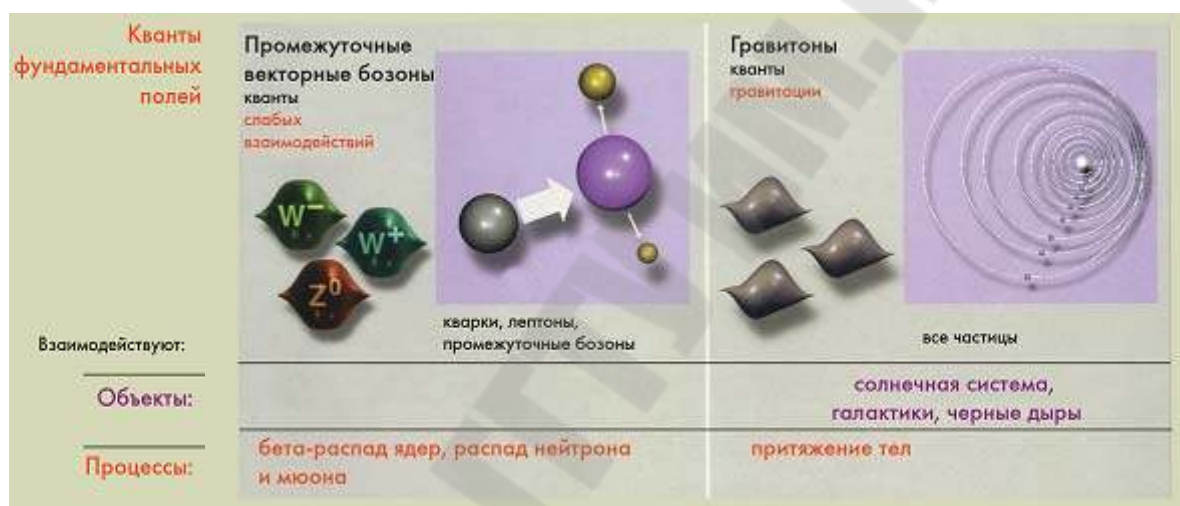 Кванты
фундаментальных
полей
Промежуточные
векторные бозоны
кванты
слабых
взаимодействий
W⁻
W⁺
Z⁰
кварки, лептоны,
промежуточные бозоны
Гравитоны
кванты
гравитации
все частицы
Взаимодействуют:
Объекты:
солнечная система,
галактики, черные дыры
Процессы:
бета-распад ядер, распад нейтрона
и мюона
притяжение тел